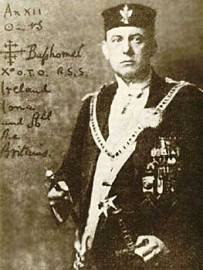 An XII
☉ in ♎
Baphomet
X° O.T.O. R.S.S.
Ireland
Iona
and All
the
Britains.